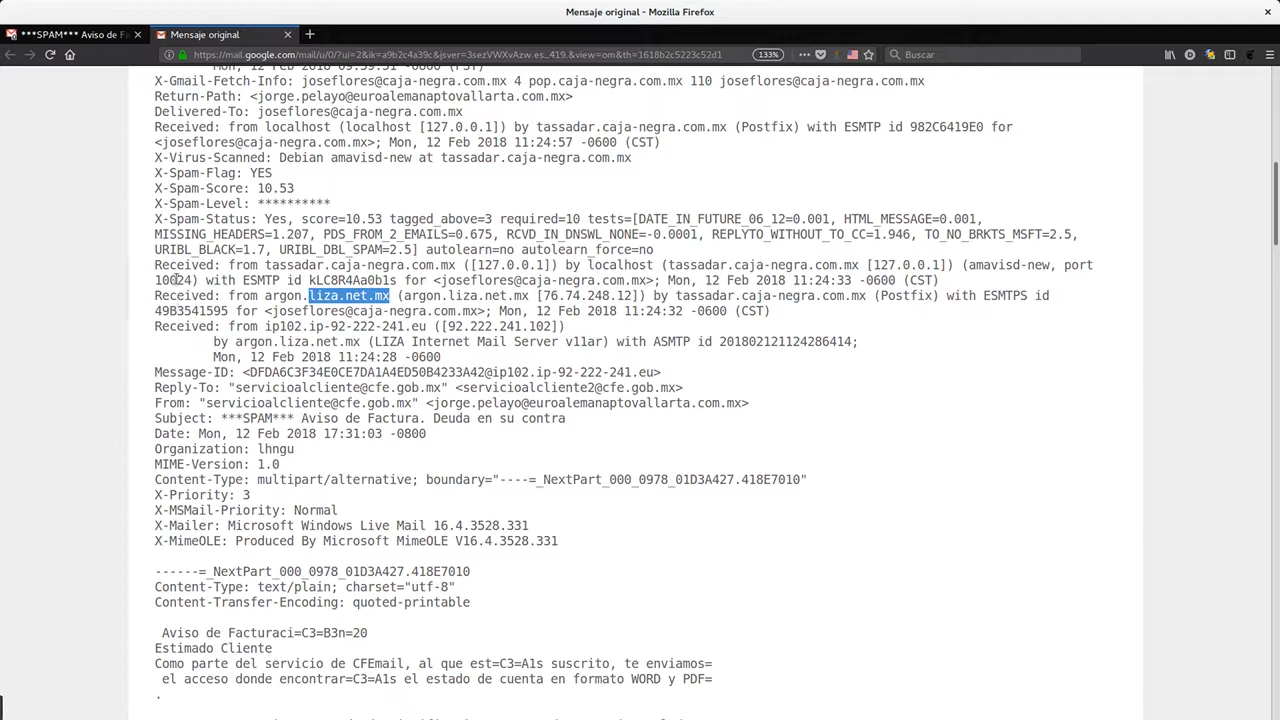 Mensaje original - Mozilla Firefox
***SPAM*** Aviso de F
Mensaje original
https://mail.google.com/mail/u/0/?ui=2&ik=a9b2c4a39c&jsver=3sezVWXvAzw.es_419.&view=om&th=1618b2c5223c52d1
133%
Buscar
Mon, 12 Feb 2018 09:59:51 -0600 (CST)
X-Gmail-Fetch-Info: joseflores@caja-negra.com.mx 4 pop.caja-negra.com.mx 110 joseflores@caja-negra.com.mx
Return-Path: <jorge.pelayo@euroalemanaptovallarta.com.mx>
Delivered-To: joseflores@caja-negra.com.mx
Received: from localhost (localhost [127.0.0.1]) by tassadar.caja-negra.com.mx (Postfix) with ESMTP id 982C6419E0 for
<joseflores@caja-negra.com.mx>; Mon, 12 Feb 2018 11:24:57 -0600 (CST)
X-Virus-Scanned: Debian amavisd-new at tassadar.caja-negra.com.mx
X-Spam-Flag: YES
X-Spam-Score: 10.53
X-Spam-Level: **********
X-Spam-Status: Yes, score=10.53 tagged_above=3 required=10 tests=[DATE_IN_FUTURE_06_12=0.001, HTML_MESSAGE=0.001,
MISSING_HEADERS=1.207, PDS_FROM_2_EMAILS=0.675, RCVD_IN_DNSWL_NONE=-0.0001, REPLYTO_WITHOUT_TO_CC=1.946, TO_NO_BRKTS_MSFT=2.5,
URIBL_BLACK=1.7, URIBL_DBL_SPAM=2.5] autolearn=no autolearn_force=no
Received: from tassadar.caja-negra.com.mx ([127.0.0.1]) by localhost (tassadar.caja-negra.com.mx [127.0.0.1]) (amavisd-new, port
10024) with ESMTP id kLC8R4Aa0b1s for <joseflores@caja-negra.com.mx>; Mon, 12 Feb 2018 11:24:33 -0600 (CST)
Received: from argon.liza.net.mx (argon.liza.net.mx [76.74.248.12]) by tassadar.caja-negra.com.mx (Postfix) with ESMTPS id
49B3541595 for <joseflores@caja-negra.com.mx>; Mon, 12 Feb 2018 11:24:32 -0600 (CST)
Received: from ip102.ip-92-222-241.eu ([92.222.241.102])
by argon.liza.net.mx (LIZA Internet Mail Server v11ar) with ASMTP id 201802121124286414;
Mon, 12 Feb 2018 11:24:28 -0600
Message-ID: <DFDA6C3F34E0CE7DA1A4ED50B4233A42@ip102.ip-92-222-241.eu>
Reply-To: "servicioalcliente@cfe.gob.mx" <servicioalcliente2@cfe.gob.mx>
From: "servicioalcliente@cfe.gob.mx" <jorge.pelayo@euroalemanaptovallarta.com.mx>
Subject: ***SPAM*** Aviso de Factura. Deuda en su contra
Date: Mon, 12 Feb 2018 17:31:03 -0800
Organization: lhngu
MIME-Version: 1.0
Content-Type: multipart/alternative; boundary="----=_NextPart_000_0978_01D3A427.418E7010"
X-Priority: 3
X-MSMail-Priority: Normal
X-Mailer: Microsoft Windows Live Mail 16.4.3528.331
X-MimeOLE: Produced By Microsoft MimeOLE V16.4.3528.331
------=_NextPart_000_0978_01D3A427.418E7010
Content-Type: text/plain; charset="utf-8"
Content-Transfer-Encoding: quoted-printable
Aviso de Facturaci=C3=B3n=20
Estimado Cliente
Como parte del servicio de CFEmail, al que est=C3=A1s suscrito, te enviamos=
el acceso donde encontrar=C3=A1s el estado de cuenta en formato WORD y PDF=
.